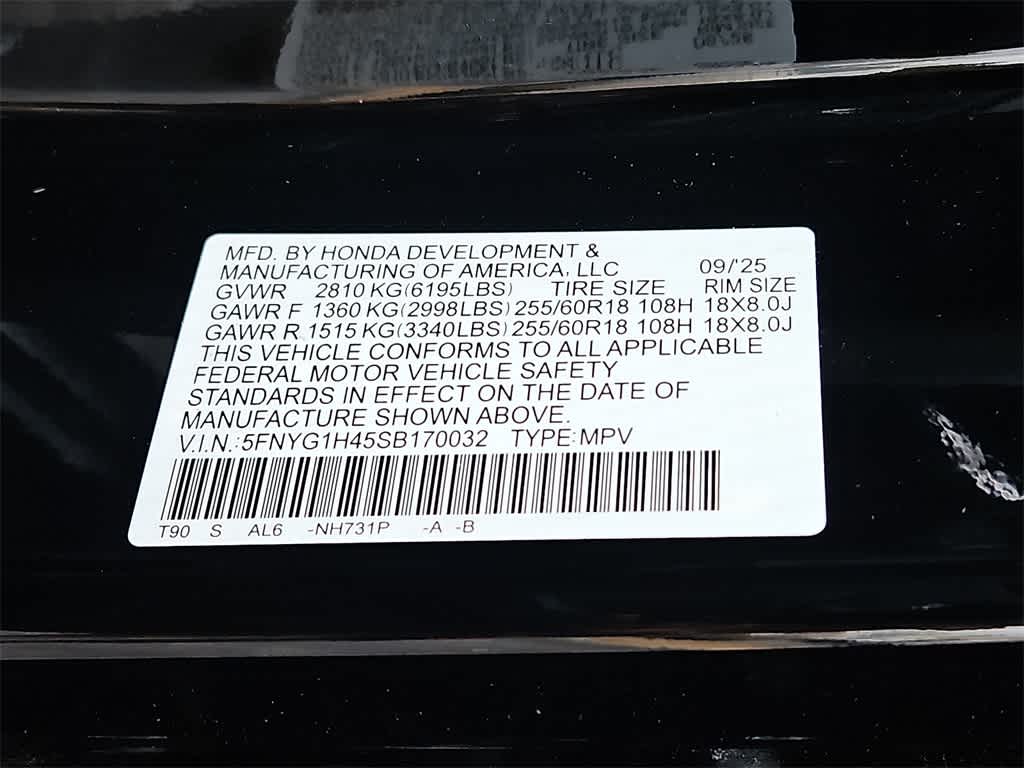 MFD. BY HONDA DEVELOPMENT &
MANUFACTURING OF AMERICA, LLC 09/'25
GVWR 2810 KG(6195LBS) TIRE SIZE RIM SIZE
GAWR F 1360 KG(2998LBS) 255/60R18 108H 18X8.0J
GAWR R 1515 KG(3340LBS) 255/60R18 108H 18X8.0J
THIS VEHICLE CONFORMS TO ALL APPLICABLE
FEDERAL MOTOR VEHICLE SAFETY
STANDARDS IN EFFECT ON THE DATE OF
MANUFACTURE SHOWN ABOVE.
V.I.N.:5FNYG1H45SB170032 TYPE:MPV
T90 S AL6 -NH731P -A -B